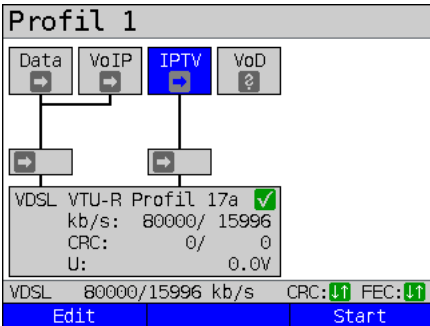 Profil 1
Data VoIP IPTV VoD
?
VDSL VTU-R Profil 17a
kb/s: 80000/ 15996
CRC: 0/ 0
U: 0.0V
VDSL 80000/15996 kb/s CRC: FEC:
Edit Start